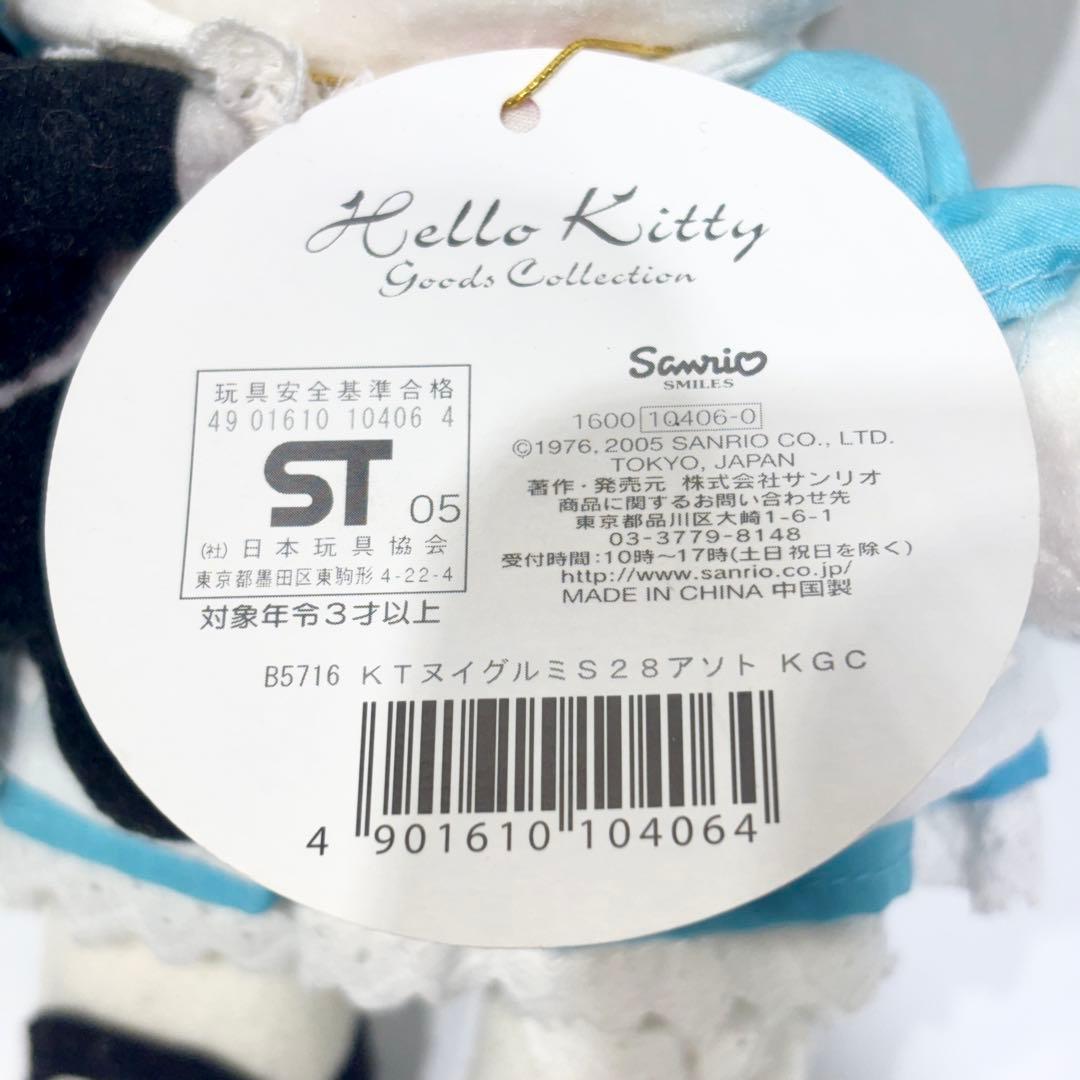 Hello Kitty
Goods Collection
玩具安全基準合格
49 01610 10406 4
ST 05
(社) 日本玩具協会
東京都墨田区東駒形 4-22-4
対象年令3才以上
Sanrio
SMILES
1600 10406-0
©1976, 2005 SANRIO CO., LTD.
TOKYO, JAPAN
著作・発売元 株式会社サンリオ
商品に関するお問い合わせ先
東京都品川区大崎1-6-1
03-3779-8148
受付時間:10時〜17時(土日祝日を除く)
http://www.sanrio.co.jp/
MADE IN CHINA 中国製
B5716 KTヌイグルミS28アソト KGC
4 901610 104064